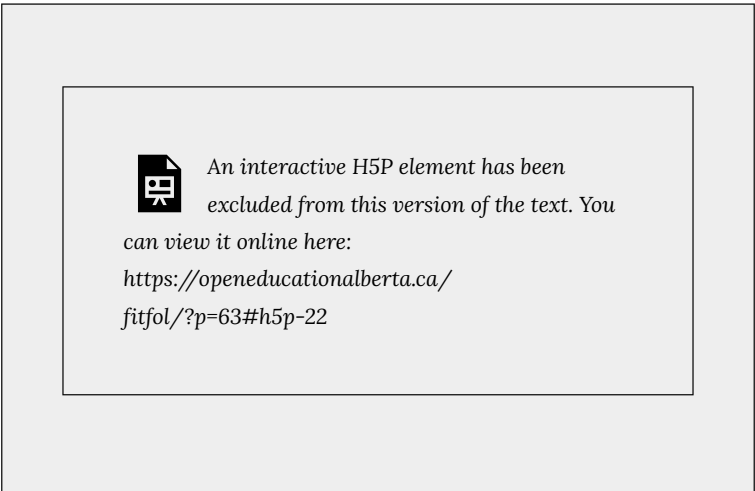 An interactive H5P element has been
excluded from this version of the text. You
can view it online here:
https://openeducationalberta.ca/
fitfol/?p=63#h5p-22